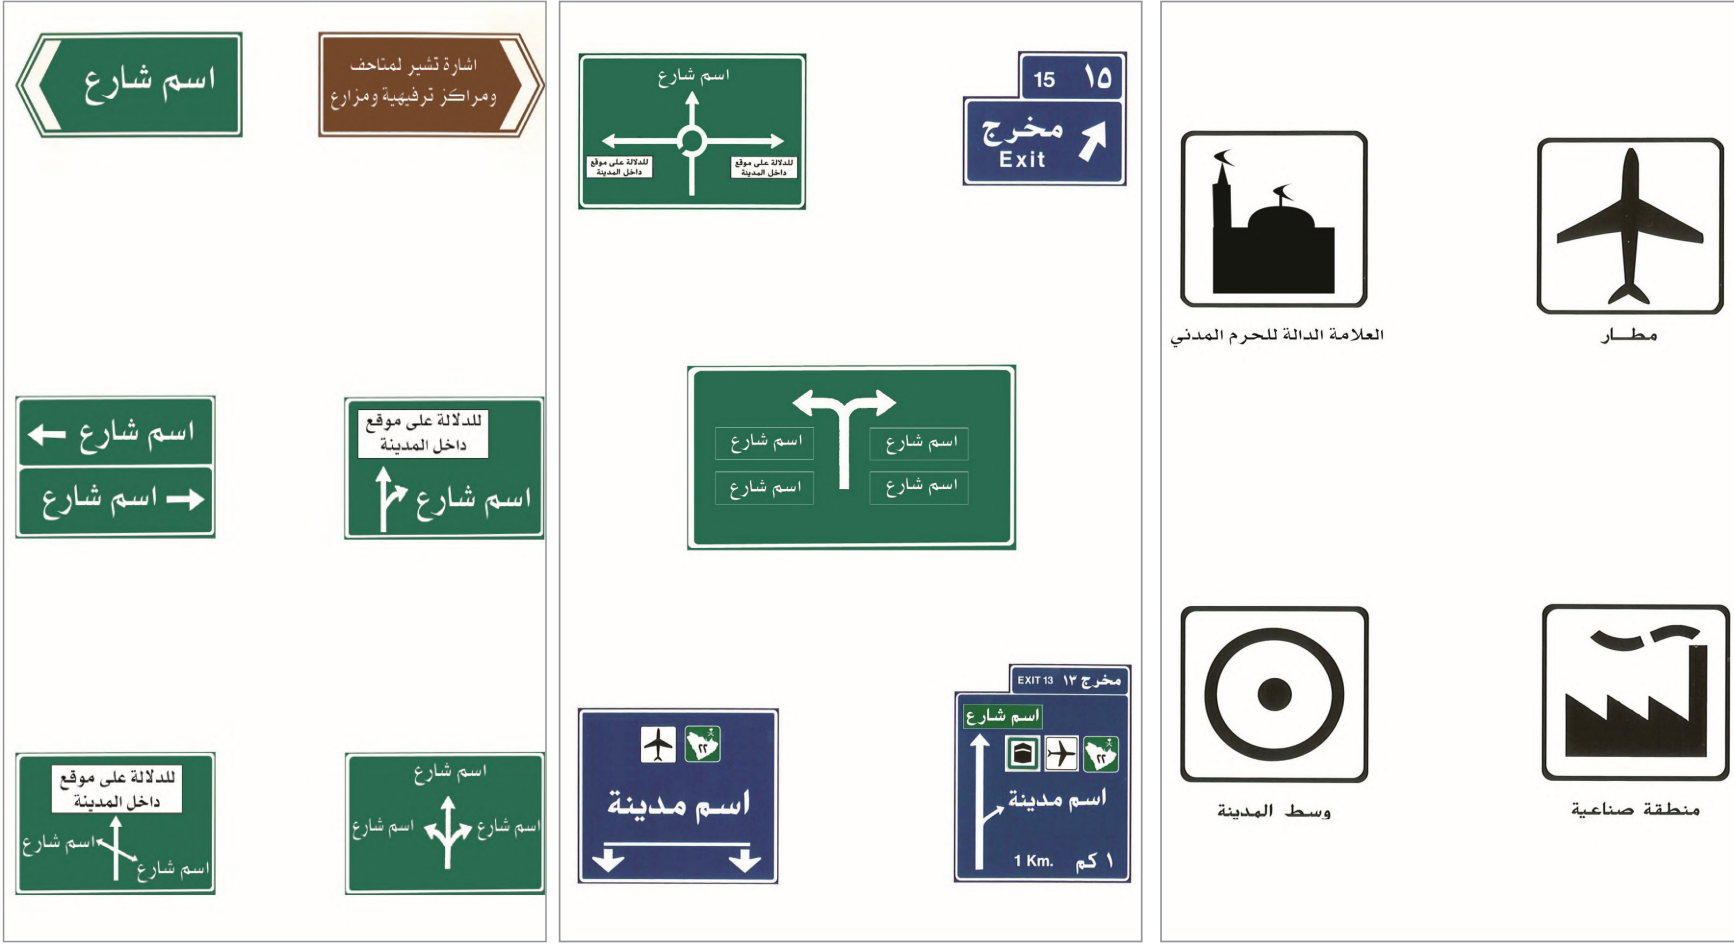 اسم شارع
اشارة تشير لمتاحف
ومراكز ترفيهية ومزارع
اسم شارع
اسم شارع
للدلالة على موقع
داخل المدينة
اسم شارع
للدلالة على موقع
داخل المدينة
اسم شارع
اسم شارع
اسم شارع
اسم شارع
اسم شارع
اسم شارع
للدلالة على موقع
داخل المدينة
للدلالة على موقع
داخل المدينة
15 ١٥
مخرج
Exit
اسم شارع
اسم شارع
اسم شارع
اسم شارع
٢٢
اسم مدينة
EXIT 13 مخرج ١٣
اسم شارع
٢٢
اسم مدينة
1 Km. ١ كم
العلامة الدالة للحرم المدني
مطــار
وسط المدينة
منطقة صناعية